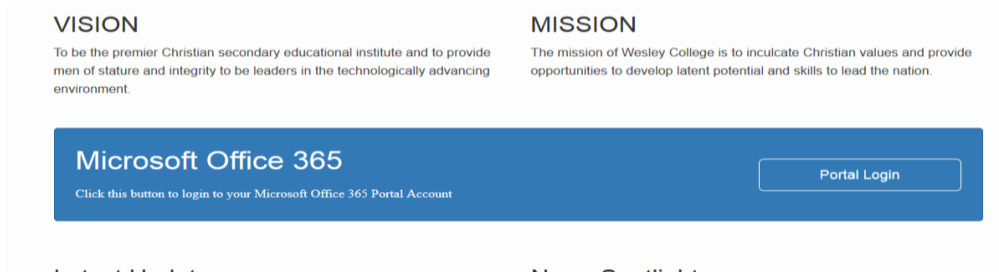 VISION
To be the premier Christian secondary educational institute and to provide
men of stature and integrity to be leaders in the technologically advancing
environment.
MISSION
The mission of Wesley College is to inculcate Christian values and provide
opportunities to develop latent potential and skills to lead the nation.
Microsoft Office 365
Click this button to login to your Microsoft Office 365 Portal Account
Portal Login